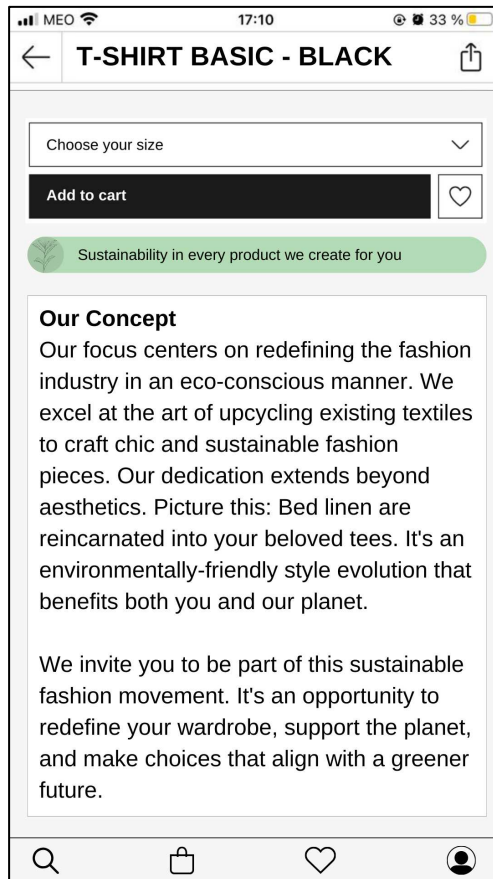 MEO 17:10 33 %
T-SHIRT BASIC - BLACK
Choose your size
Add to cart
Sustainability in every product we create for you
Our Concept
Our focus centers on redefining the fashion
industry in an eco-conscious manner. We
excel at the art of upcycling existing textiles
to craft chic and sustainable fashion
pieces. Our dedication extends beyond
aesthetics. Picture this: Bed linen are
reincarnated into your beloved tees. It's an
environmentally-friendly style evolution that
benefits both you and our planet.
We invite you to be part of this sustainable
fashion movement. It's an opportunity to
redefine your wardrobe, support the planet,
and make choices that align with a greener
future.